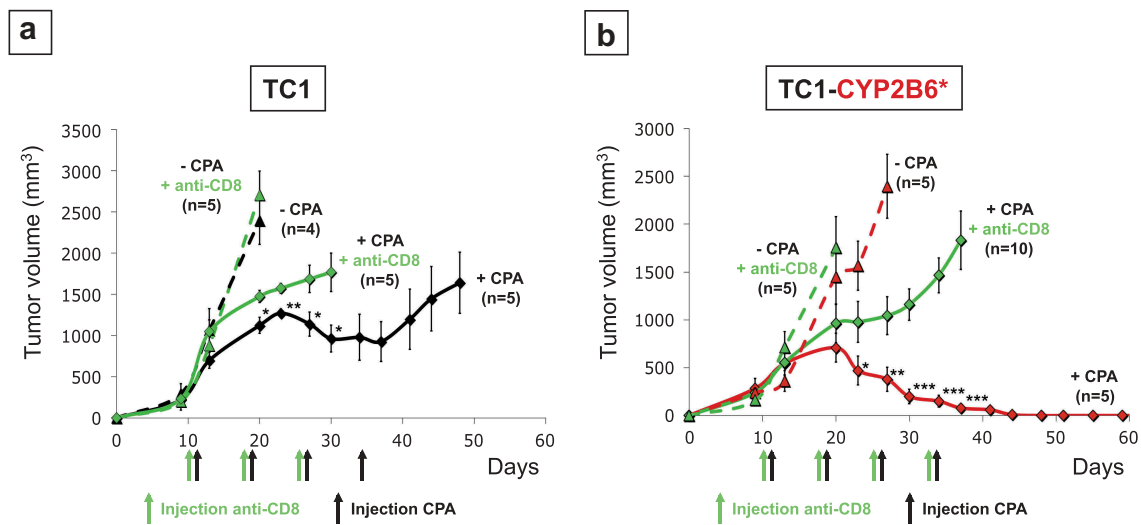 a
TC1
Tumor volume (mm³)
3500
3000
2500
2000
1500
1000
500
0
- CPA
+ anti-CD8
(n=5)
- CPA
(n=4)
+ CPA
+ anti-CD8
(n=5)
+ CPA
(n=5)
* ** * *
0 10 20 30 40 50 60
Days
Injection anti-CD8 Injection CPA
b
TC1-CYP2B6*
Tumor volume (mm³)
3000
2500
2000
1500
1000
500
0
- CPA
(n=5)
+ CPA
+ anti-CD8
(n=10)
- CPA
+ anti-CD8
(n=5)
* ** *** *** ***
+ CPA
(n=5)
0 10 20 30 40 50 60
Days
Injection anti-CD8 Injection CPA